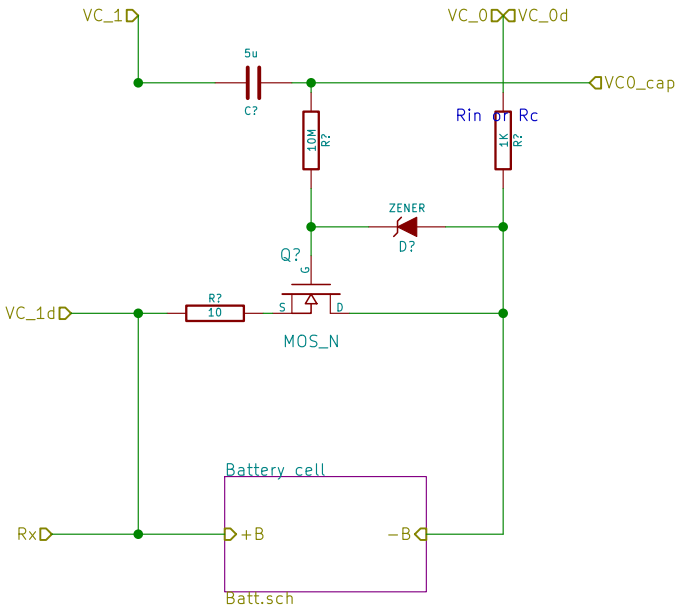 VC_1
VC_0
VC_0d
5u
C?
VC0_cap
Rin or Rc
10M
R?
1K
R?
ZENER
D?
Q?
G
S
D
MOS_N
VC_1d
R?
10
Battery cell
Rx
+B
-B
Batt.sch